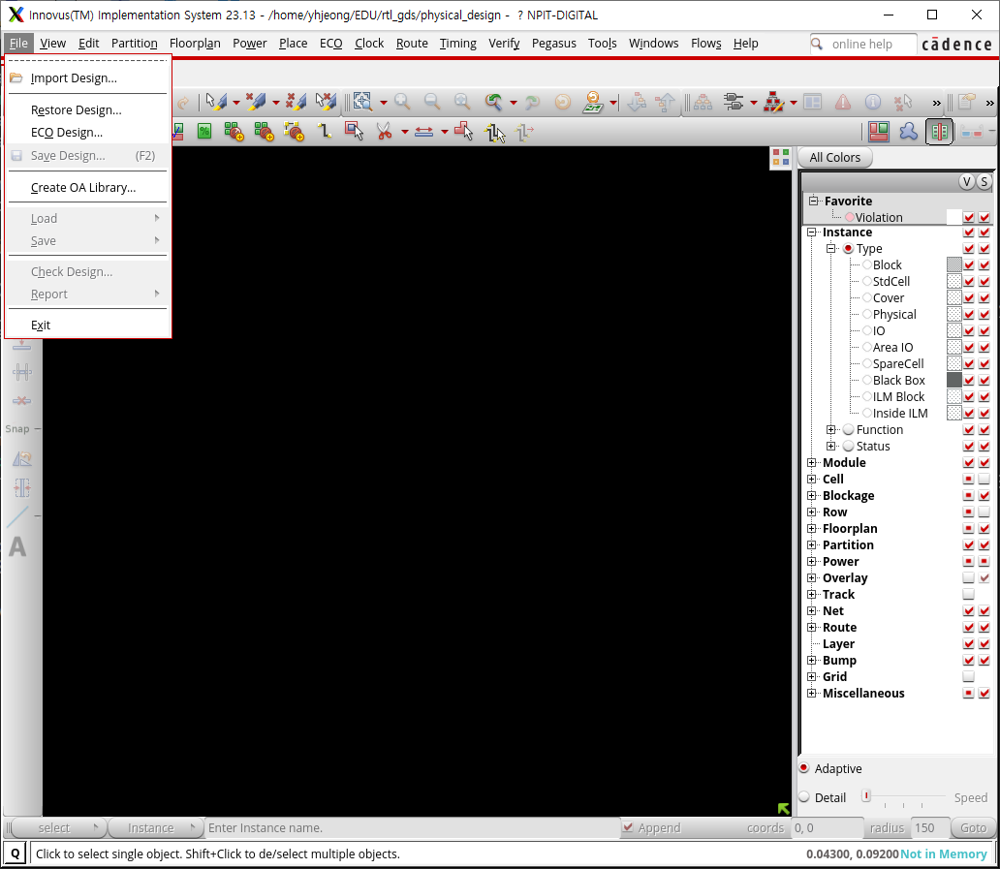 Innovus(TM) Implementation System 23.13 - /home/yhjeong/EDU/rtl_gds/physical_design -   ? NPIT-DIGITAL
File View Edit Partition Floorplan Power Place ECO Clock Route Timing Verify Pegasus Tools Windows Flows Help online help cādence
Import Design...
Restore Design...
ECO Design...
Save Design... (F2)
Create OA Library...
Load
Save
Check Design...
Report
Exit
Snap
A
All Colors
V S
Favorite
Violation
Instance
Type
Block
StdCell
Cover
Physical
IO
Area IO
SpareCell
Black Box
ILM Block
Inside ILM
Function
Status
Module
Cell
Blockage
Row
Floorplan
Partition
Power
Overlay
Track
Net
Route
Layer
Bump
Grid
Miscellaneous
Adaptive
Detail Speed
select Instance Enter Instance name. Append coords 0, 0 radius 150 Goto
Q Click to select single object. Shift+Click to de/select multiple objects. 0.04300, 0.09200 Not in Memory